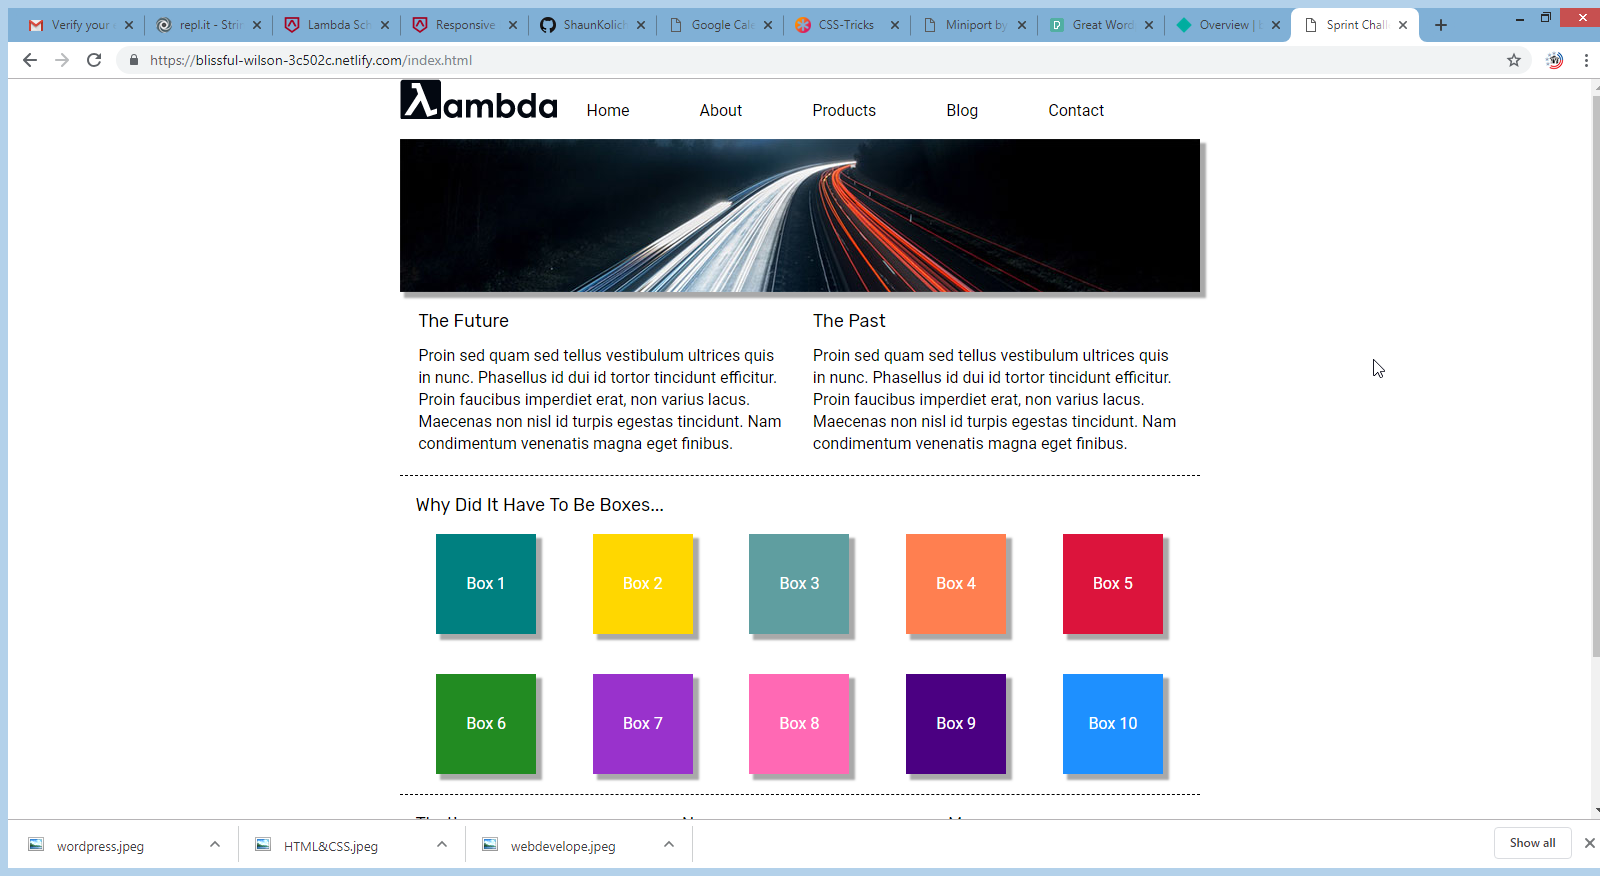 Verify your
repl.it - Strin
Lambda Sch
Responsive
ShaunKolich
Google Cale
CSS-Tricks
Miniport by
Great Word
Overview | b
Sprint Chall
https://blissful-wilson-3c502c.netlify.com/index.html
λambda
Home
About
Products
Blog
Contact
The Future
Proin sed quam sed tellus vestibulum ultrices quis
in nunc. Phasellus id dui id tortor tincidunt efficitur.
Proin faucibus imperdiet erat, non varius lacus.
Maecenas non nisl id turpis egestas tincidunt. Nam
condimentum venenatis magna eget finibus.
The Past
Proin sed quam sed tellus vestibulum ultrices quis
in nunc. Phasellus id dui id tortor tincidunt efficitur.
Proin faucibus imperdiet erat, non varius lacus.
Maecenas non nisl id turpis egestas tincidunt. Nam
condimentum venenatis magna eget finibus.
Why Did It Have To Be Boxes...
Box 1
Box 2
Box 3
Box 4
Box 5
Box 6
Box 7
Box 8
Box 9
Box 10
wordpress.jpeg
HTML&CSS.jpeg
webdevelope.jpeg
Show all